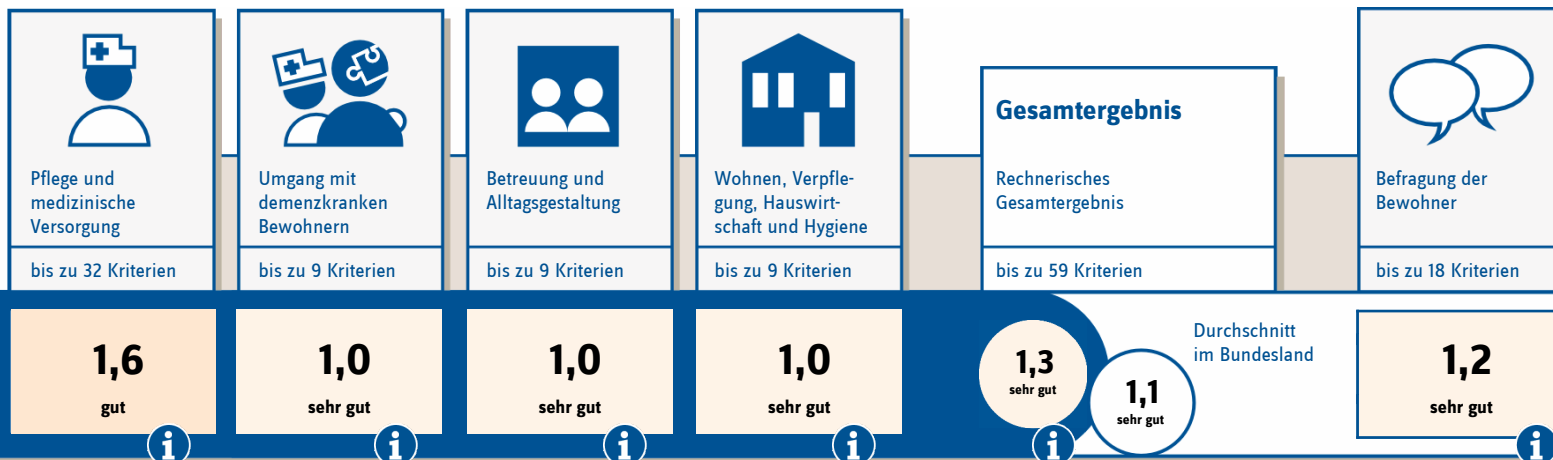 Pflege und
medizinische
Versorgung
bis zu 32 Kriterien
1,6
gut
Umgang mit
demenzkranken
Bewohnern
bis zu 9 Kriterien
1,0
sehr gut
Betreuung und
Alltagsgestaltung
bis zu 9 Kriterien
1,0
sehr gut
Wohnen, Verpfle-
gung, Hauswirt-
schaft und Hygiene
bis zu 9 Kriterien
1,0
sehr gut
Gesamtergebnis
Rechnerisches
Gesamtergebnis
bis zu 59 Kriterien
1,3
sehr gut
Durchschnitt
im Bundesland
1,1
sehr gut
Befragung der
Bewohner
bis zu 18 Kriterien
1,2
sehr gut